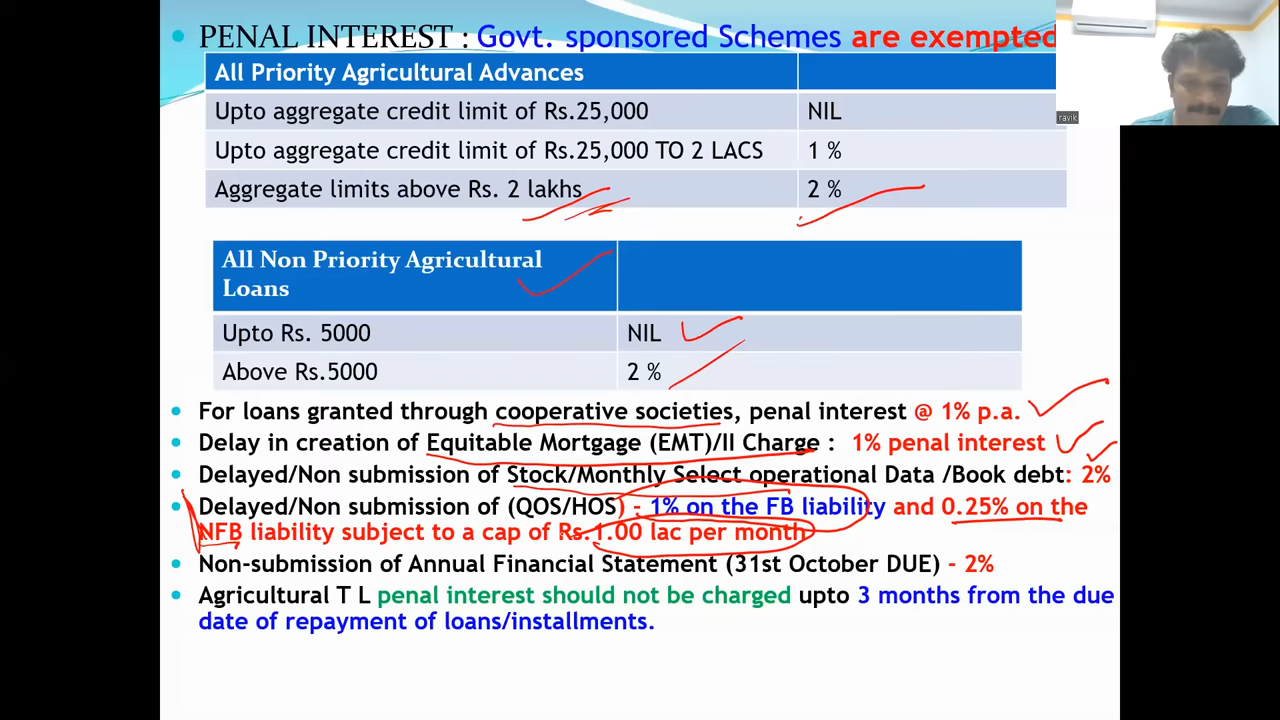 • PENAL INTEREST : Govt. sponsored Schemes are exempted
All Priority Agricultural Advances
Upto aggregate credit limit of Rs.25,000 NIL
Upto aggregate credit limit of Rs.25,000 TO 2 LACS 1 %
Aggregate limits above Rs. 2 lakhs 2 %
All Non Priority Agricultural
Loans
Upto Rs. 5000 NIL
Above Rs.5000 2 %
• For loans granted through cooperative societies, penal interest @ 1% p.a.
• Delay in creation of Equitable Mortgage (EMT)/II Charge : 1% penal interest
• Delayed/Non submission of Stock/Monthly Select operational Data /Book debt: 2%
• Delayed/Non submission of (QOS/HOS) - 1% on the FB liability and 0.25% on the
NFB liability subject to a cap of Rs.1.00 lac per month
• Non-submission of Annual Financial Statement (31st October DUE) - 2%
• Agricultural T L penal interest should not be charged upto 3 months from the due
date of repayment of loans/installments.
ravik